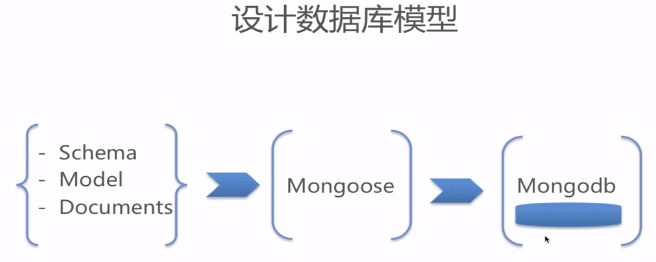 设计数据库模型
- Schema
- Model
- Documents
Mongoose
Mongodb